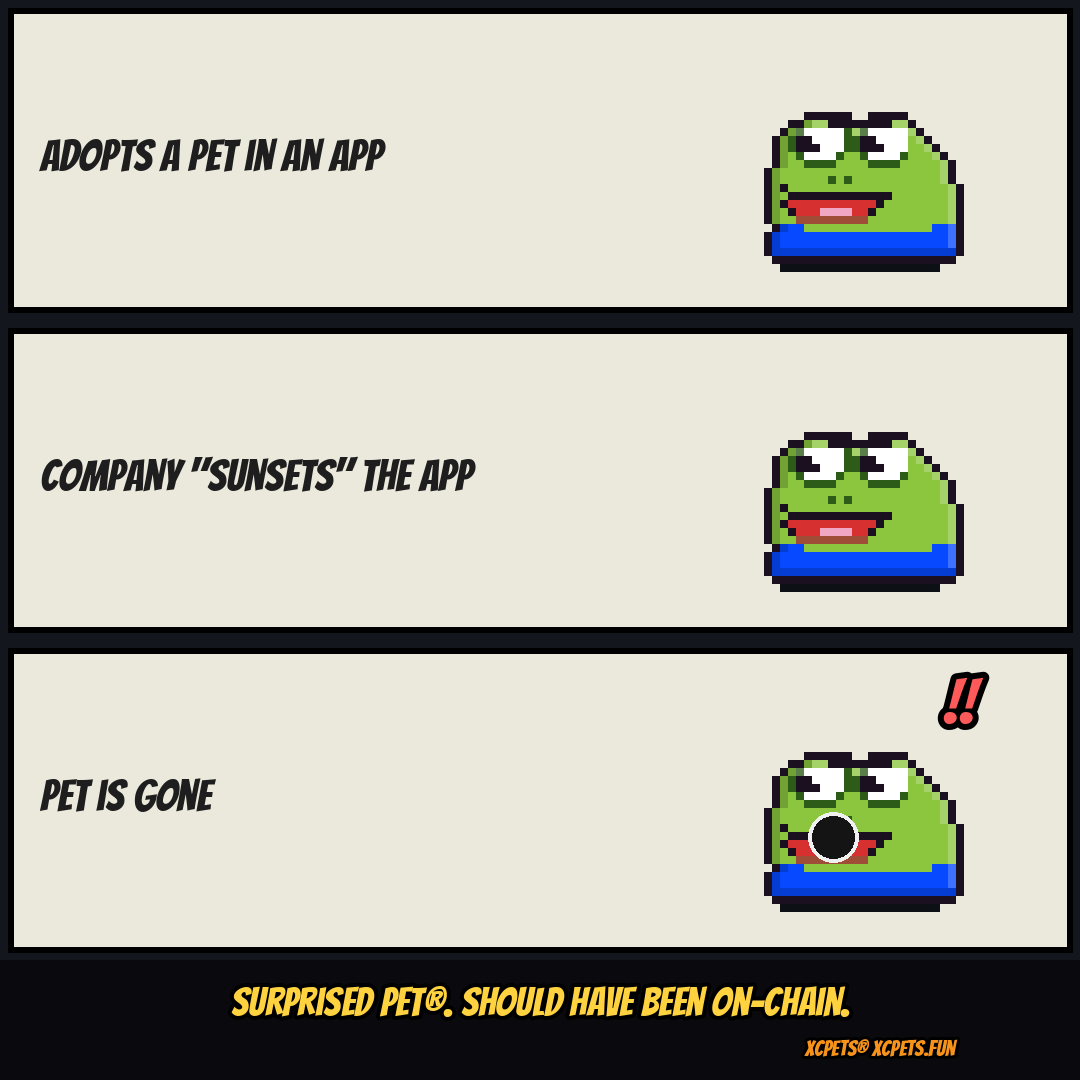 ADOPTS A PET IN AN APP
COMPANY "SUNSETS" THE APP
!!
PET IS GONE
SURPRISED PET®. SHOULD HAVE BEEN ON-CHAIN.
XCPETS® XCPETS.FUN